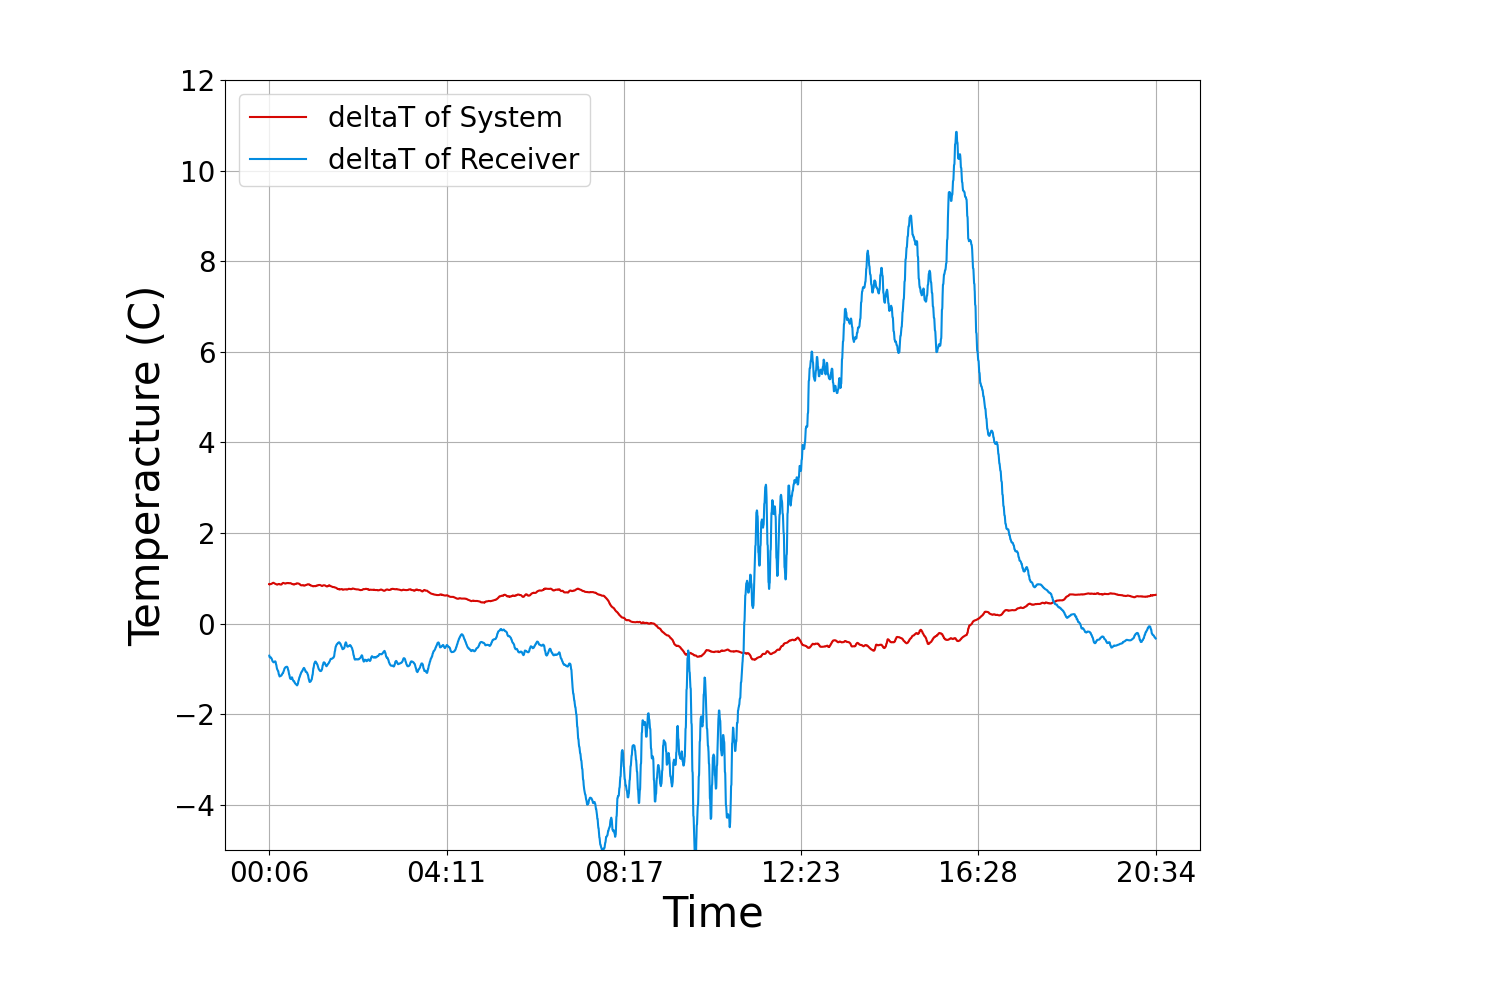 12
10
8
6
4
2
0
−2
−4
deltaT of System
deltaT of Receiver
Temperacture (C)
00:06 04:11 08:17 12:23 16:28 20:34
Time